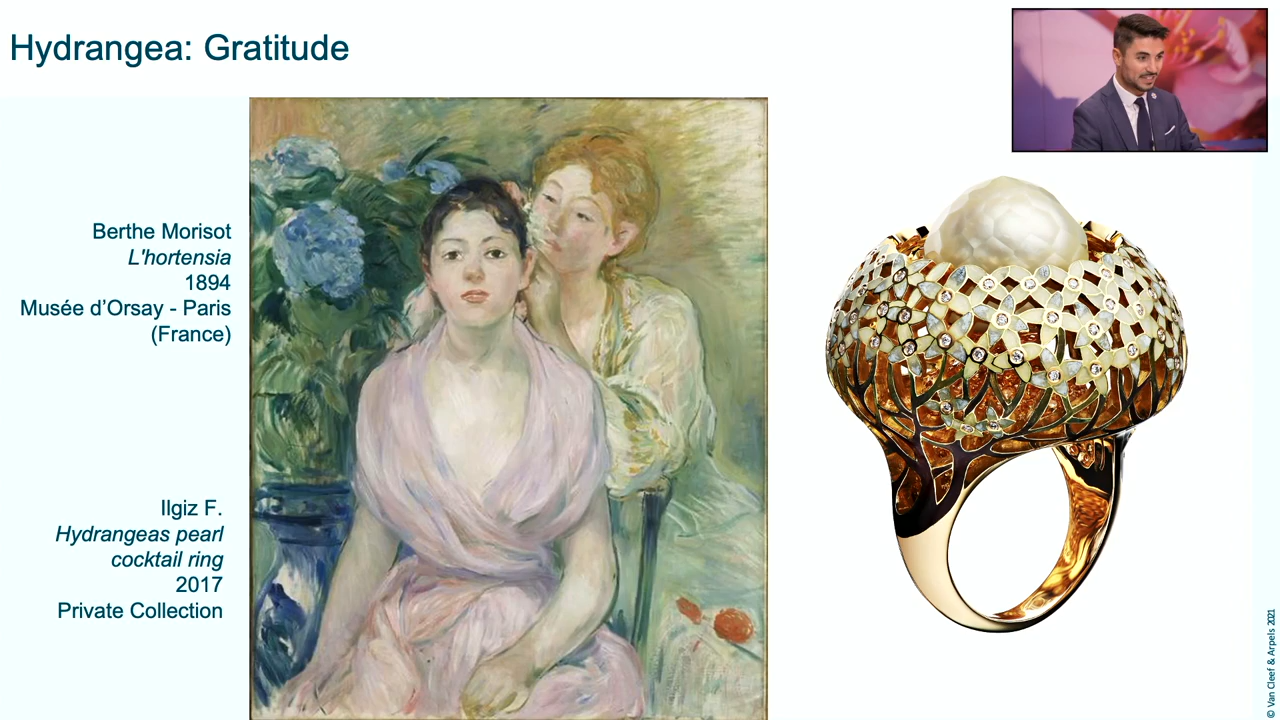 Hydrangea: Gratitude
Berthe Morisot
L'hortensia
1894
Musée d’Orsay - Paris
(France)
Ilgiz F.
Hydrangeas pearl
cocktail ring
2017
Private Collection
© Van Cleef & Arpels 2021